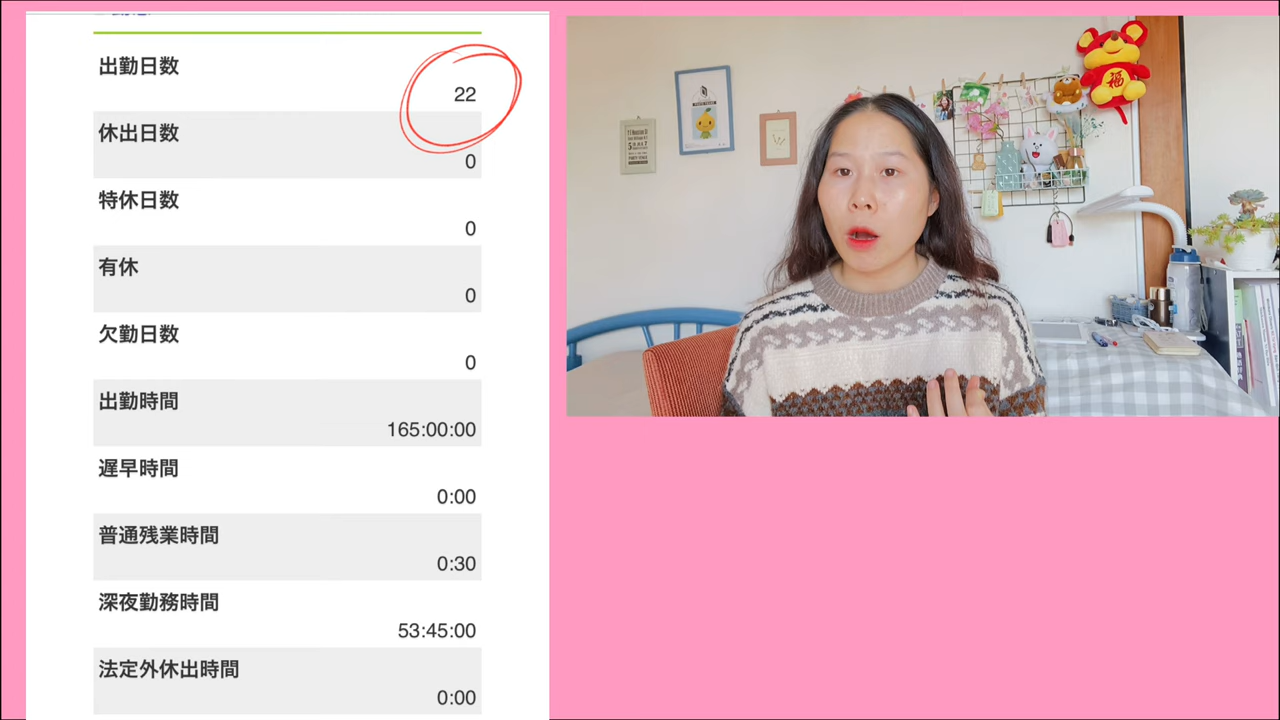 出勤日数
22
休出日数
0
特休日数
0
有休
0
欠勤日数
0
出勤時間
165:00:00
遅早時間
0:00
普通残業時間
0:30
深夜勤務時間
53:45:00
法定外休出時間
0:00
福